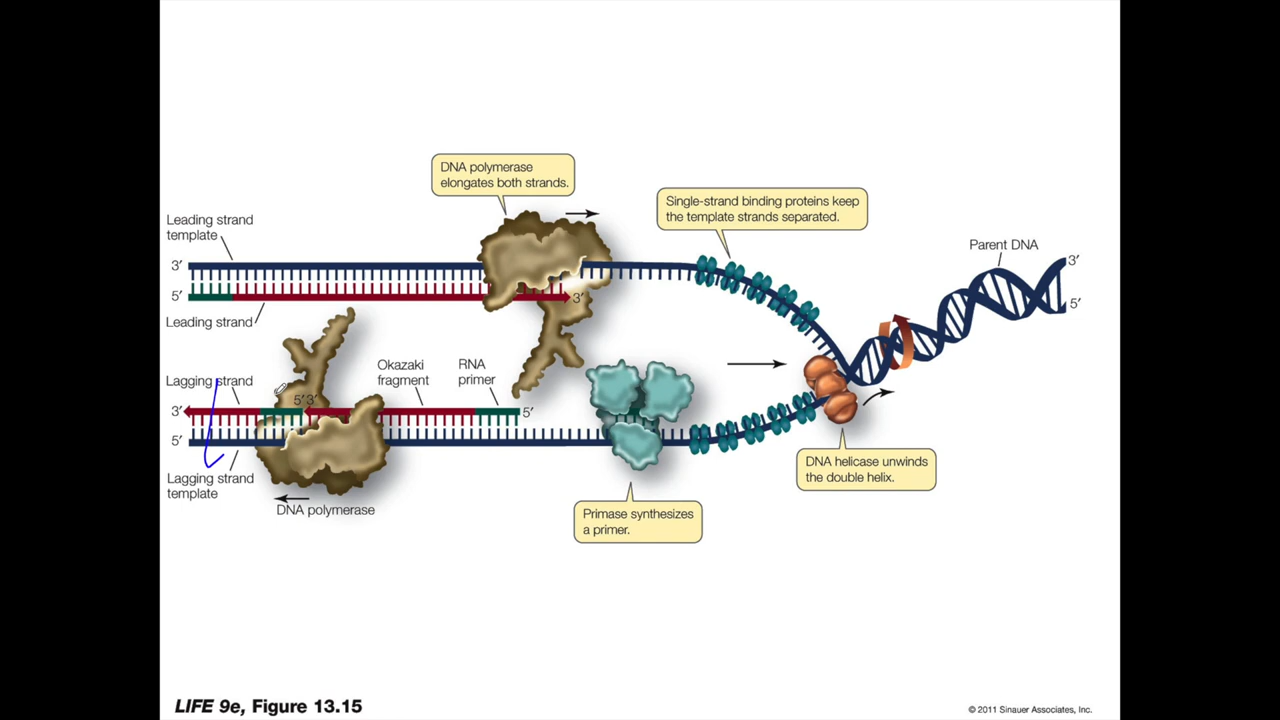 DNA polymerase
elongates both strands.
Single-strand binding proteins keep
the template strands separated.
Leading strand
template
Parent DNA
3'
3'
5'
5'
3'
Leading strand
Lagging strand
Okazaki
fragment
RNA
primer
3'
5'3'
5'
5'
Lagging strand
template
DNA polymerase
Primase synthesizes
a primer.
DNA helicase unwinds
the double helix.
LIFE 9e, Figure 13.15
© 2011 Sinauer Associates, Inc.